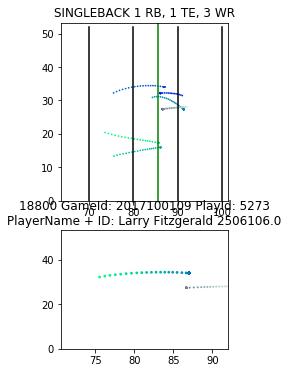 SINGLEBACK 1 RB, 1 TE, 3 WR
50
40
30
20
10
0
70 80 90 100
18800 GameId: 2017100109 PlayId: 5273
PlayerName + ID: Larry Fitzgerald 2506106.0
40
20
0
75 80 85 90